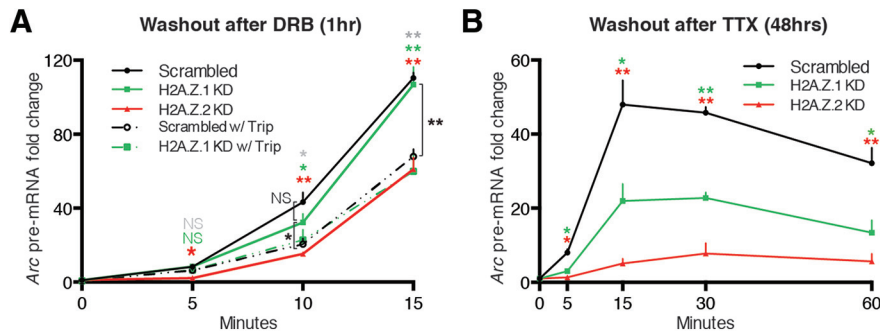 A
Washout after DRB (1hr)
Arc pre-mRNA fold change
120
80
40
0
Scrambled
H2A.Z.1 KD
H2A.Z.2 KD
Scrambled w/ Trip
H2A.Z.1 KD w/ Trip
NS
NS
*
*
*
**
NS
*
**
**
**
**
0
5
10
15
Minutes
B
Washout after TTX (48hrs)
Arc pre-mRNA fold change
60
40
20
0
Scrambled
H2A.Z.1 KD
H2A.Z.2 KD
*
*
*
**
**
**
*
**
0
5
15
30
60
Minutes